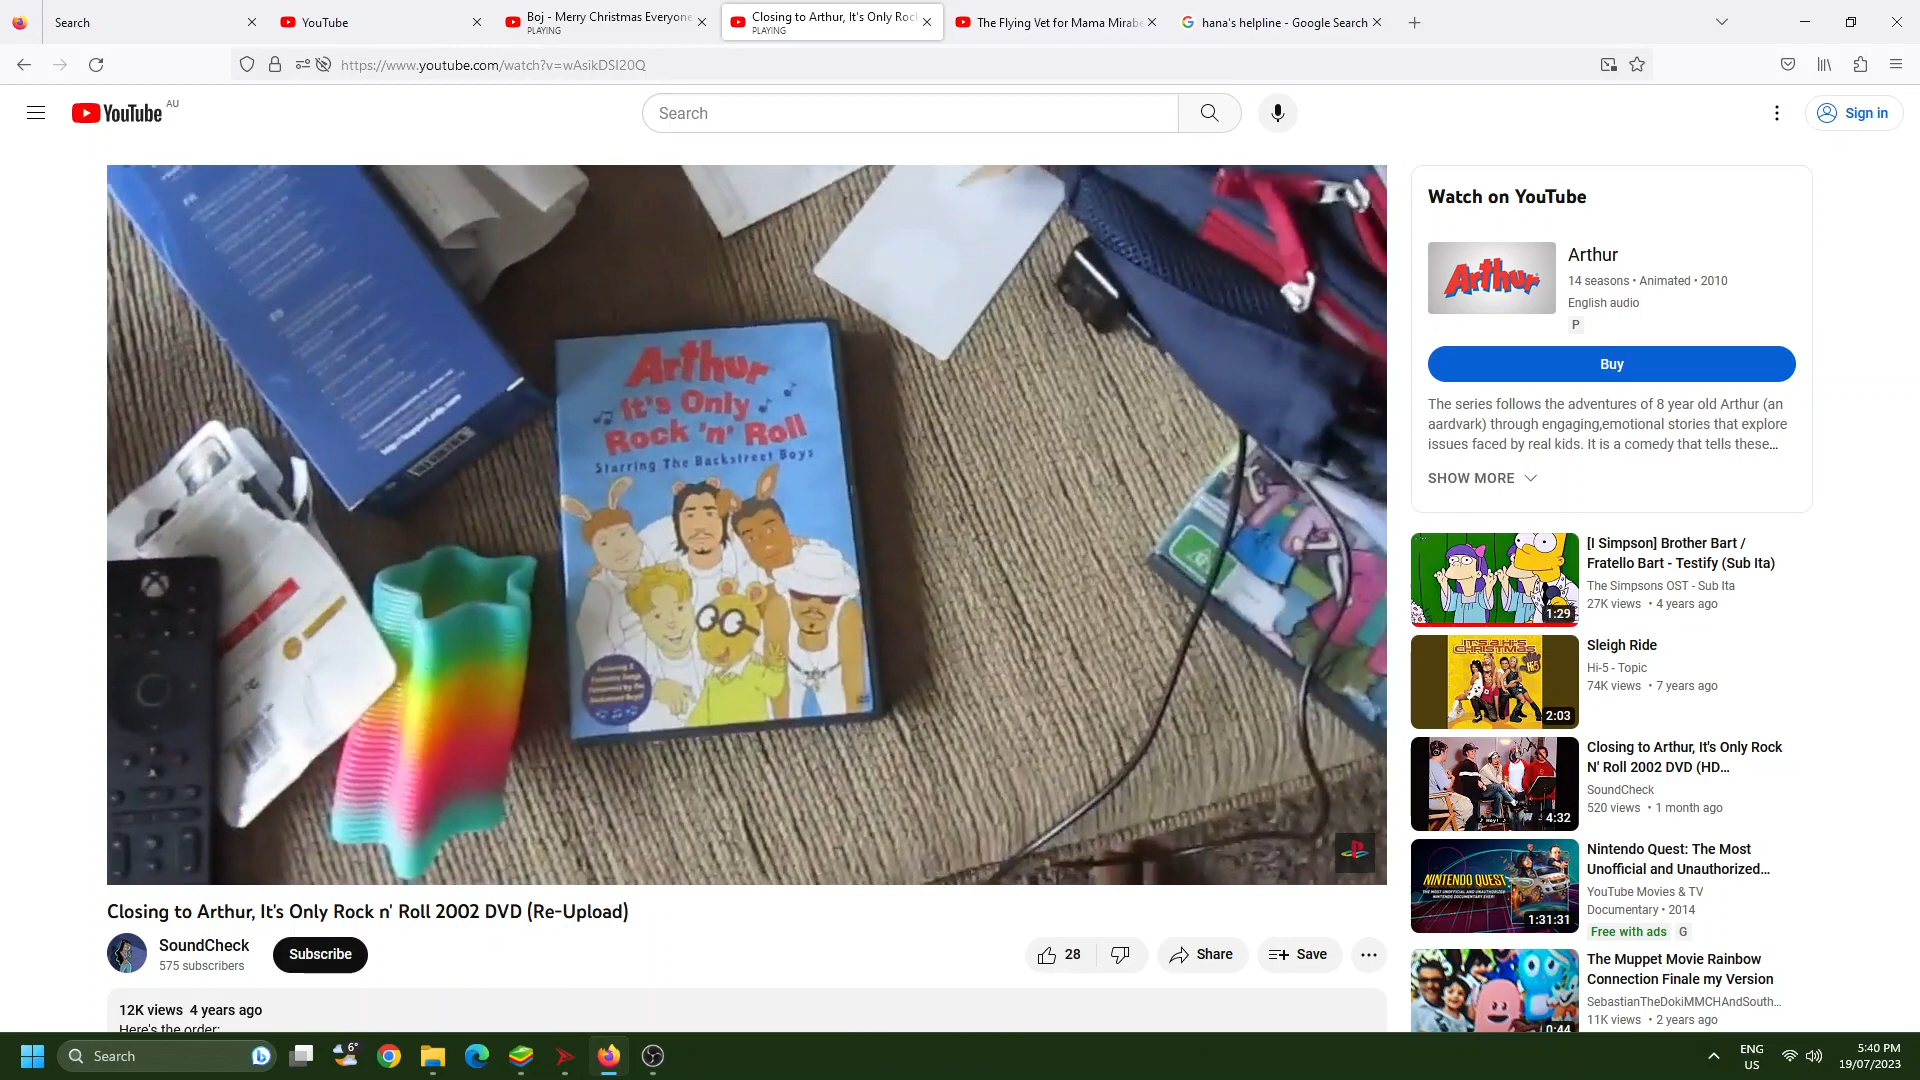 Search
YouTube
Boj - Merry Christmas Everyone
PLAYING
Closing to Arthur, It's Only Roc
PLAYING
The Flying Vet for Mama Mirabe
hana's helpline - Google Search
https://www.youtube.com/watch?v=wAsikDSI20Q
YouTube AU
Search
Sign in
Arthur
It's Only
Rock 'n' Roll
Starring The Backstreet Boys
Closing to Arthur, It's Only Rock n' Roll 2002 DVD (Re-Upload)
SoundCheck
575 subscribers
Subscribe
28
Share
Save
12K views 4 years ago
Here's the order:
Watch on YouTube
Arthur
Arthur
14 seasons • Animated • 2010
English audio
P
Buy
The series follows the adventures of 8 year old Arthur (an
aardvark) through engaging,emotional stories that explore
issues faced by real kids. It is a comedy that tells these...
SHOW MORE
1:29
[I Simpson] Brother Bart /
Fratello Bart - Testify (Sub Ita)
The Simpsons OST - Sub Ita
27K views • 4 years ago
IT'S A HI-5
CHRISTMAS
2:03
Sleigh Ride
Hi-5 - Topic
74K views • 7 years ago
♪ Hey! ♪
4:32
Closing to Arthur, It's Only Rock
N' Roll 2002 DVD (HD...
SoundCheck
520 views • 1 month ago
NINTENDO QUEST
1:31:31
Nintendo Quest: The Most
Unofficial and Unauthorized...
YouTube Movies & TV
Documentary • 2014
Free with ads G
0:44
The Muppet Movie Rainbow
Connection Finale my Version
SebastianTheDokiMMCHAndSouth...
11K views • 2 years ago
Search
6°
ENG
US
5:40 PM
19/07/2023